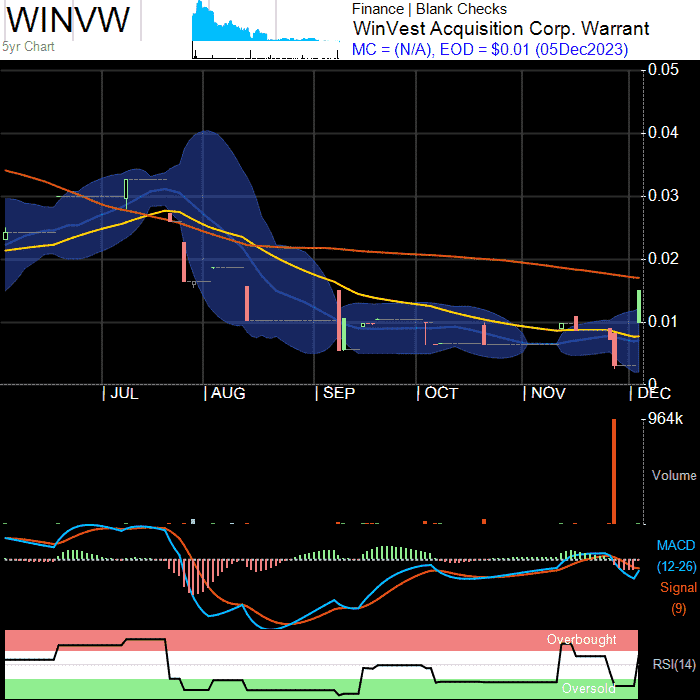 WINVW
5yr Chart
Finance | Blank Checks
WinVest Acquisition Corp. Warrant
MC = (N/A), EOD = $0.01 (05Dec2023)
0.05
0.04
0.03
0.02
0.01
0
| JUL | AUG | SEP | OCT | NOV | DEC
964k
Volume
MACD
(12-26)
Signal
(9)
Overbought
RSI(14)
Oversold